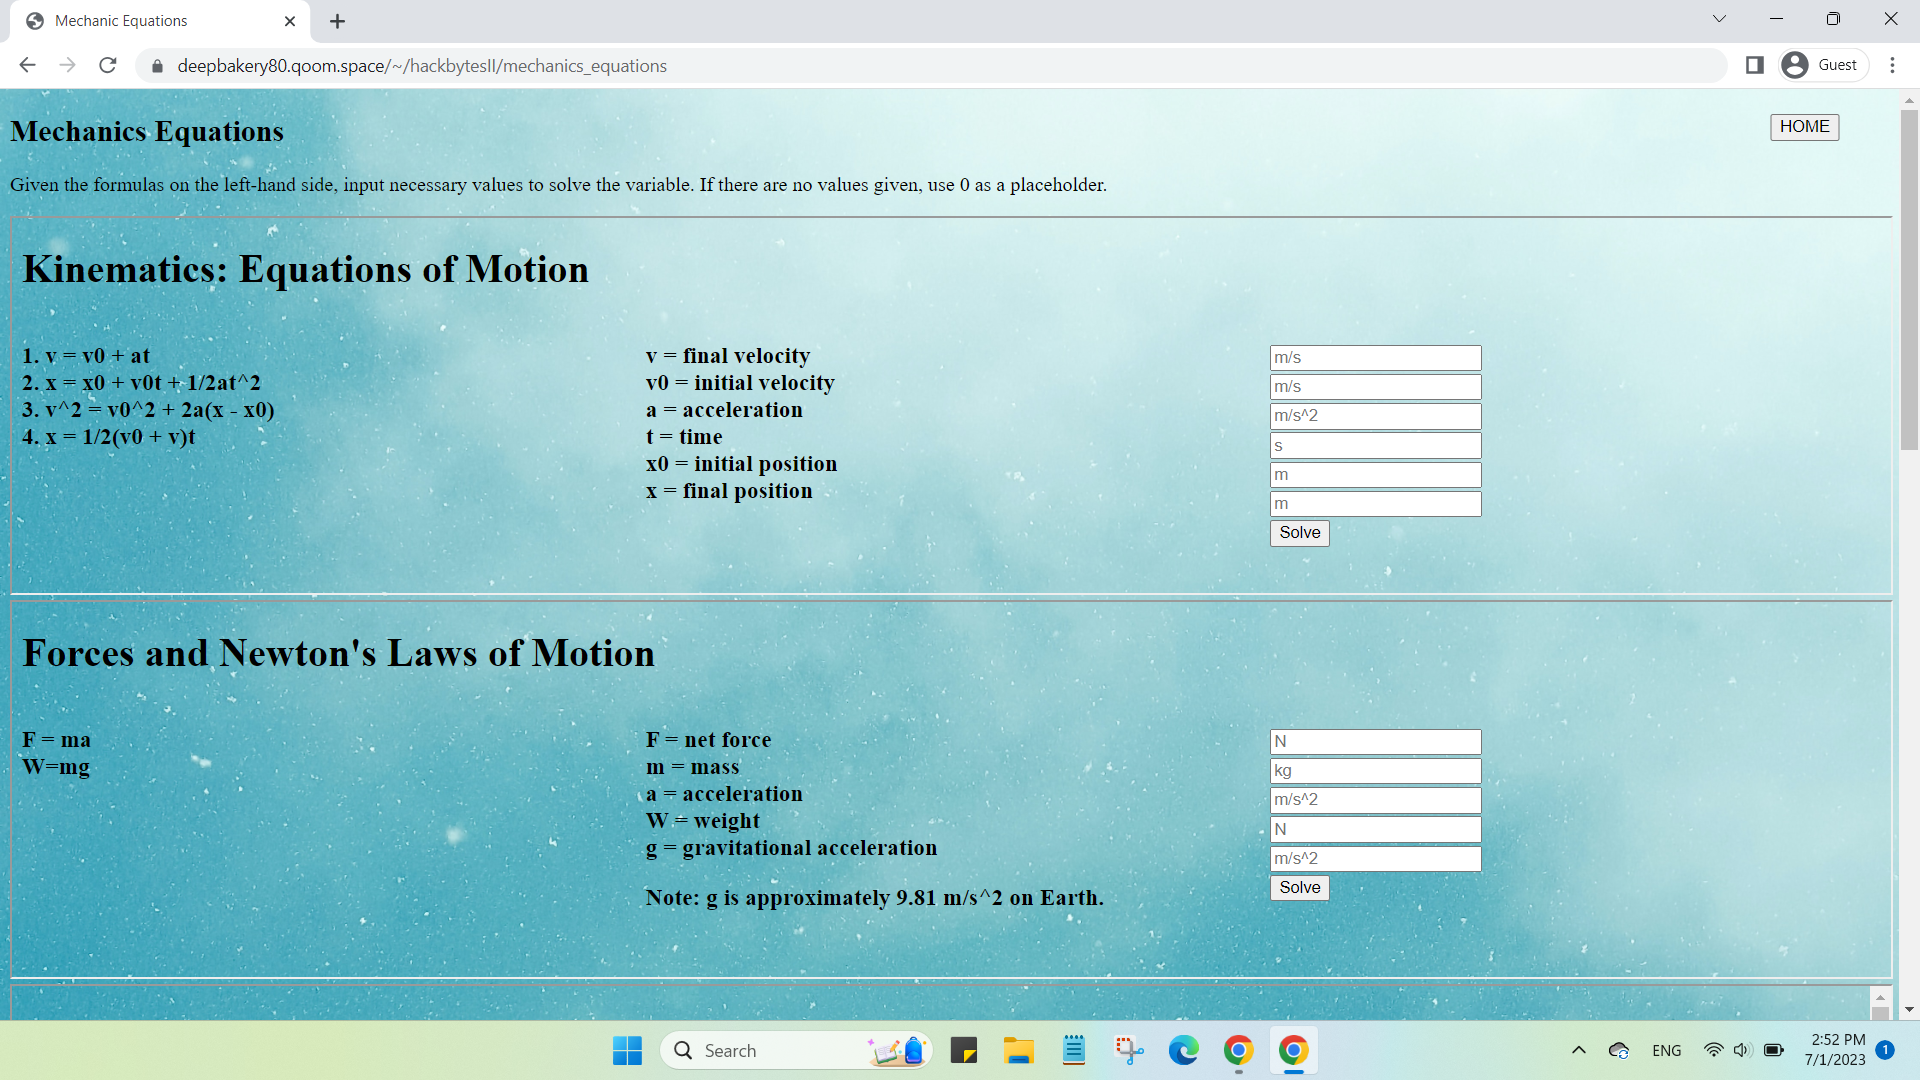 Mechanic Equations
deepbakery80.qoom.space/~/hackbytesII/mechanics_equations
Guest
Mechanics Equations
HOME
Given the formulas on the left-hand side, input necessary values to solve the variable. If there are no values given, use 0 as a placeholder.
Kinematics: Equations of Motion
1. v = v0 + at
2. x = x0 + v0t + 1/2at^2
3. v^2 = v0^2 + 2a(x - x0)
4. x = 1/2(v0 + v)t
v = final velocity
v0 = initial velocity
a = acceleration
t = time
x0 = initial position
x = final position
m/s
m/s
m/s^2
s
m
m
Solve
Forces and Newton's Laws of Motion
F = ma
W=mg
F = net force
m = mass
a = acceleration
W = weight
g = gravitational acceleration
Note: g is approximately 9.81 m/s^2 on Earth.
N
kg
m/s^2
N
m/s^2
Solve
Search
ENG
2:52 PM
7/1/2023
1